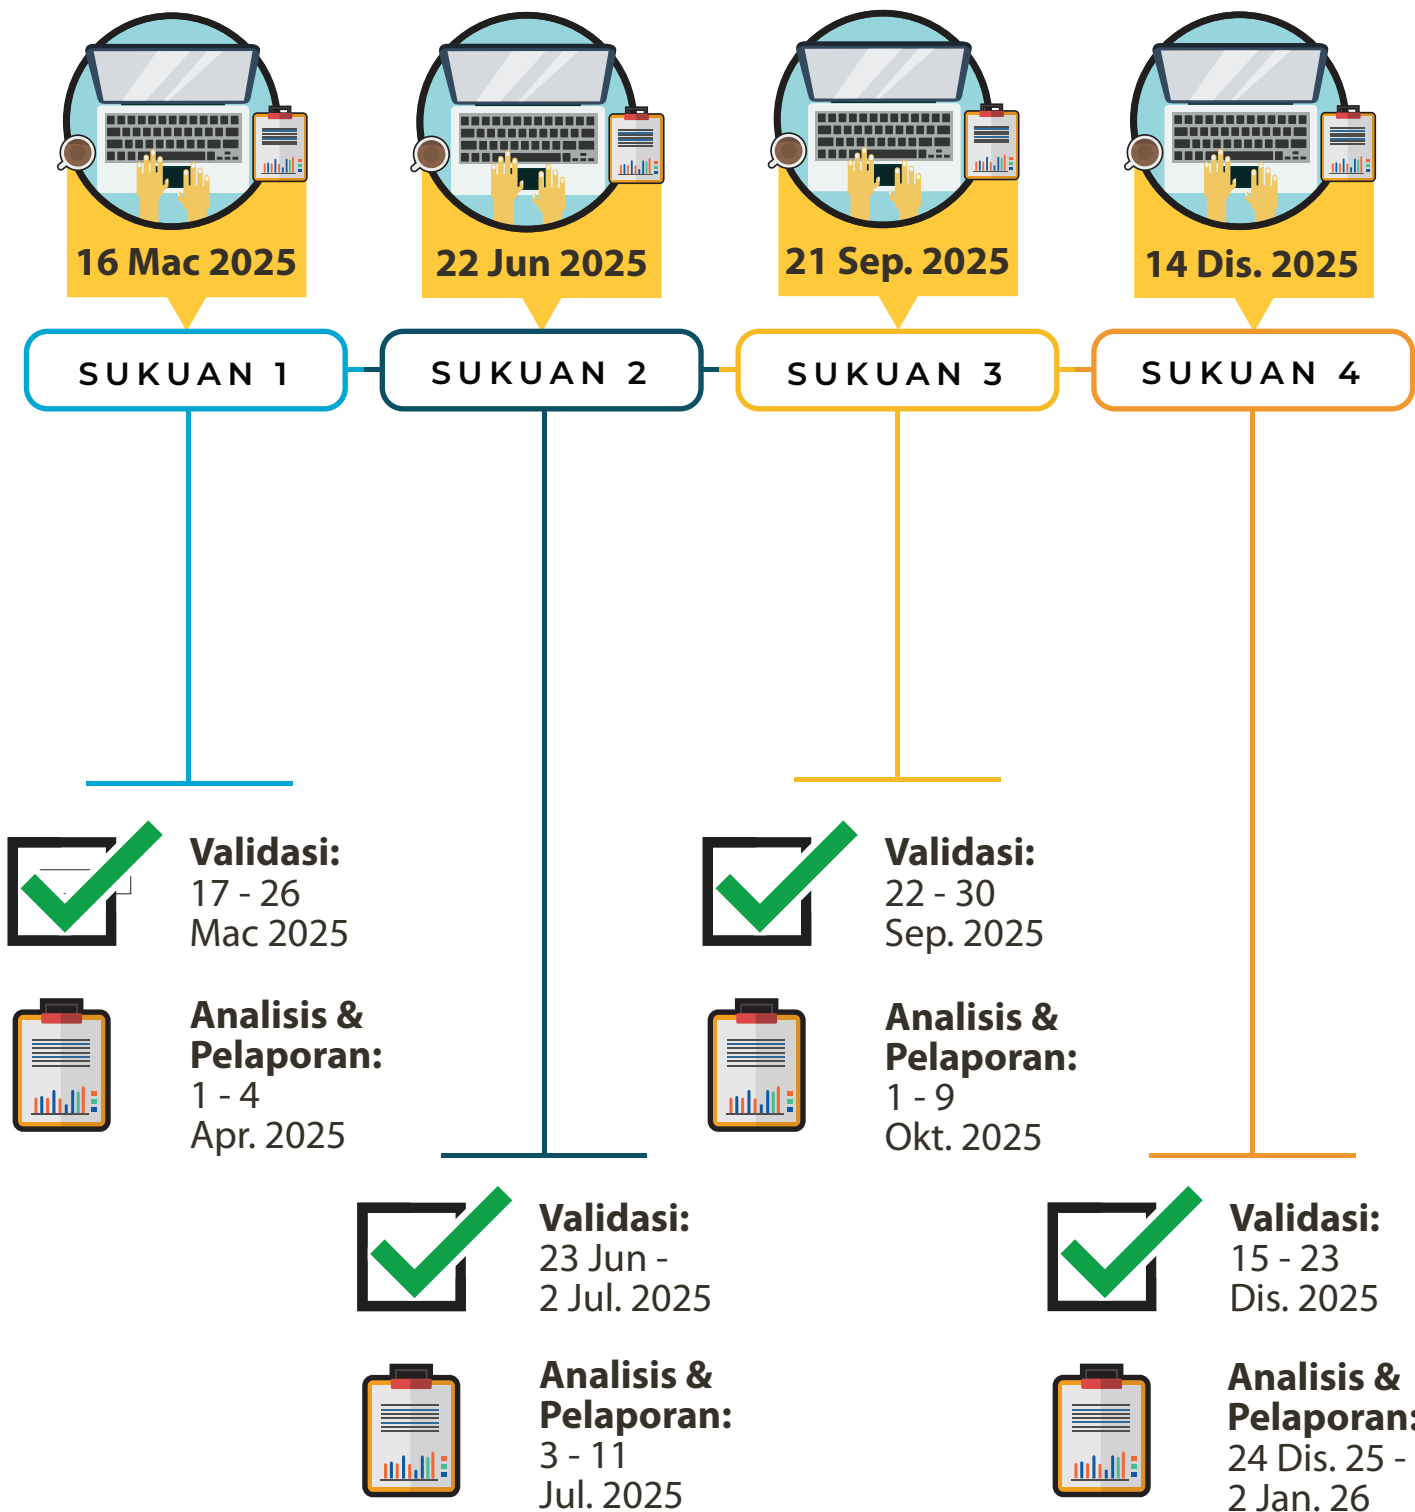 16 Mac 2025
22 Jun 2025
21 Sep. 2025
14 Dis. 2025
SUKUAN 1
SUKUAN 2
SUKUAN 3
SUKUAN 4
Validasi:
17 - 26
Mac 2025
Analisis &
Pelaporan:
1 - 4
Apr. 2025
Validasi:
23 Jun -
2 Jul. 2025
Analisis &
Pelaporan:
3 - 11
Jul. 2025
Validasi:
22 - 30
Sep. 2025
Analisis &
Pelaporan:
1 - 9
Okt. 2025
Validasi:
15 - 23
Dis. 2025
Analisis &
Pelaporan:
24 Dis. 25 -
2 Jan. 26